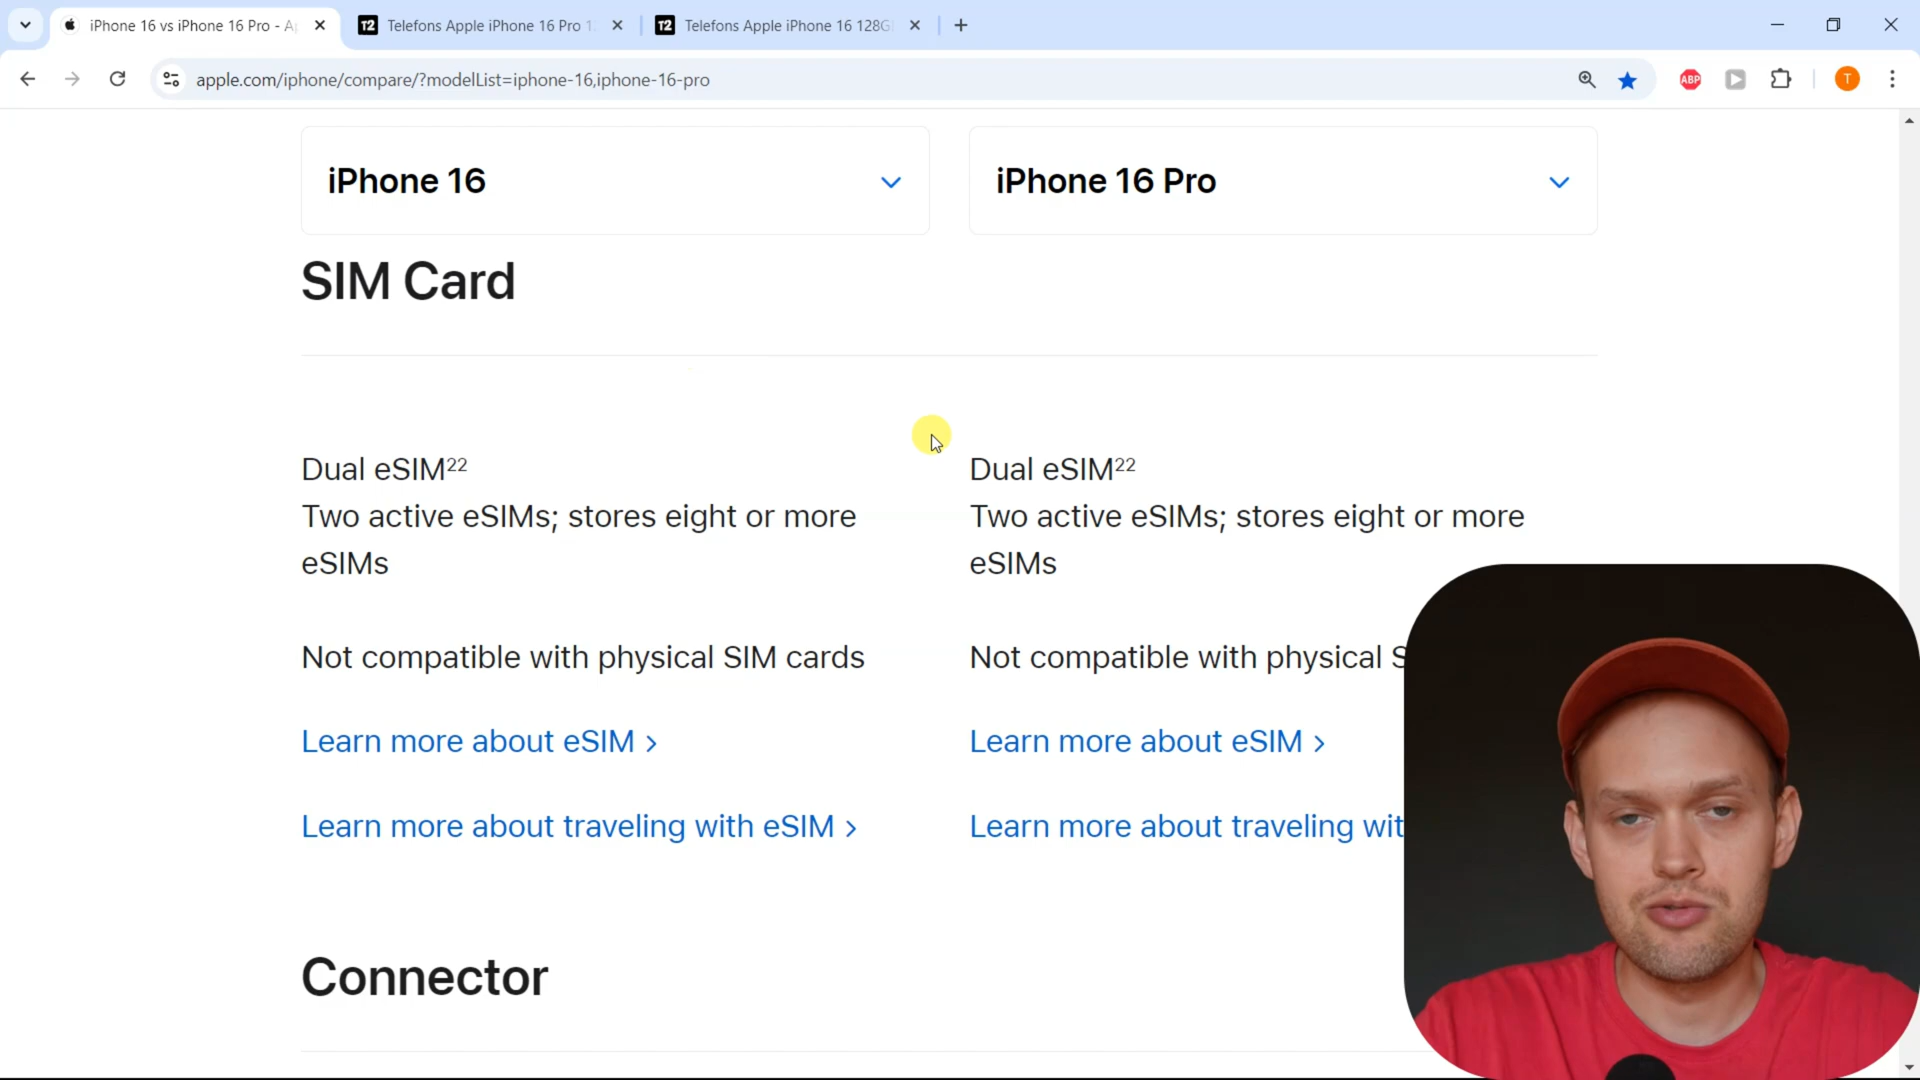 iPhone 16 vs iPhone 16 Pro - A
T2 Telefons Apple iPhone 16 Pro 1
T2 Telefons Apple iPhone 16 128G
apple.com/iphone/compare/?modelList=iphone-16,iphone-16-pro
ABP
T
iPhone 16
iPhone 16 Pro
SIM Card
Dual eSIM22
Two active eSIMs; stores eight or more
eSIMs
Not compatible with physical SIM cards
Learn more about eSIM >
Learn more about traveling with eSIM >
Dual eSIM22
Two active eSIMs; stores eight or more
eSIMs
Not compatible with physical S
Learn more about eSIM >
Learn more about traveling wit
Connector